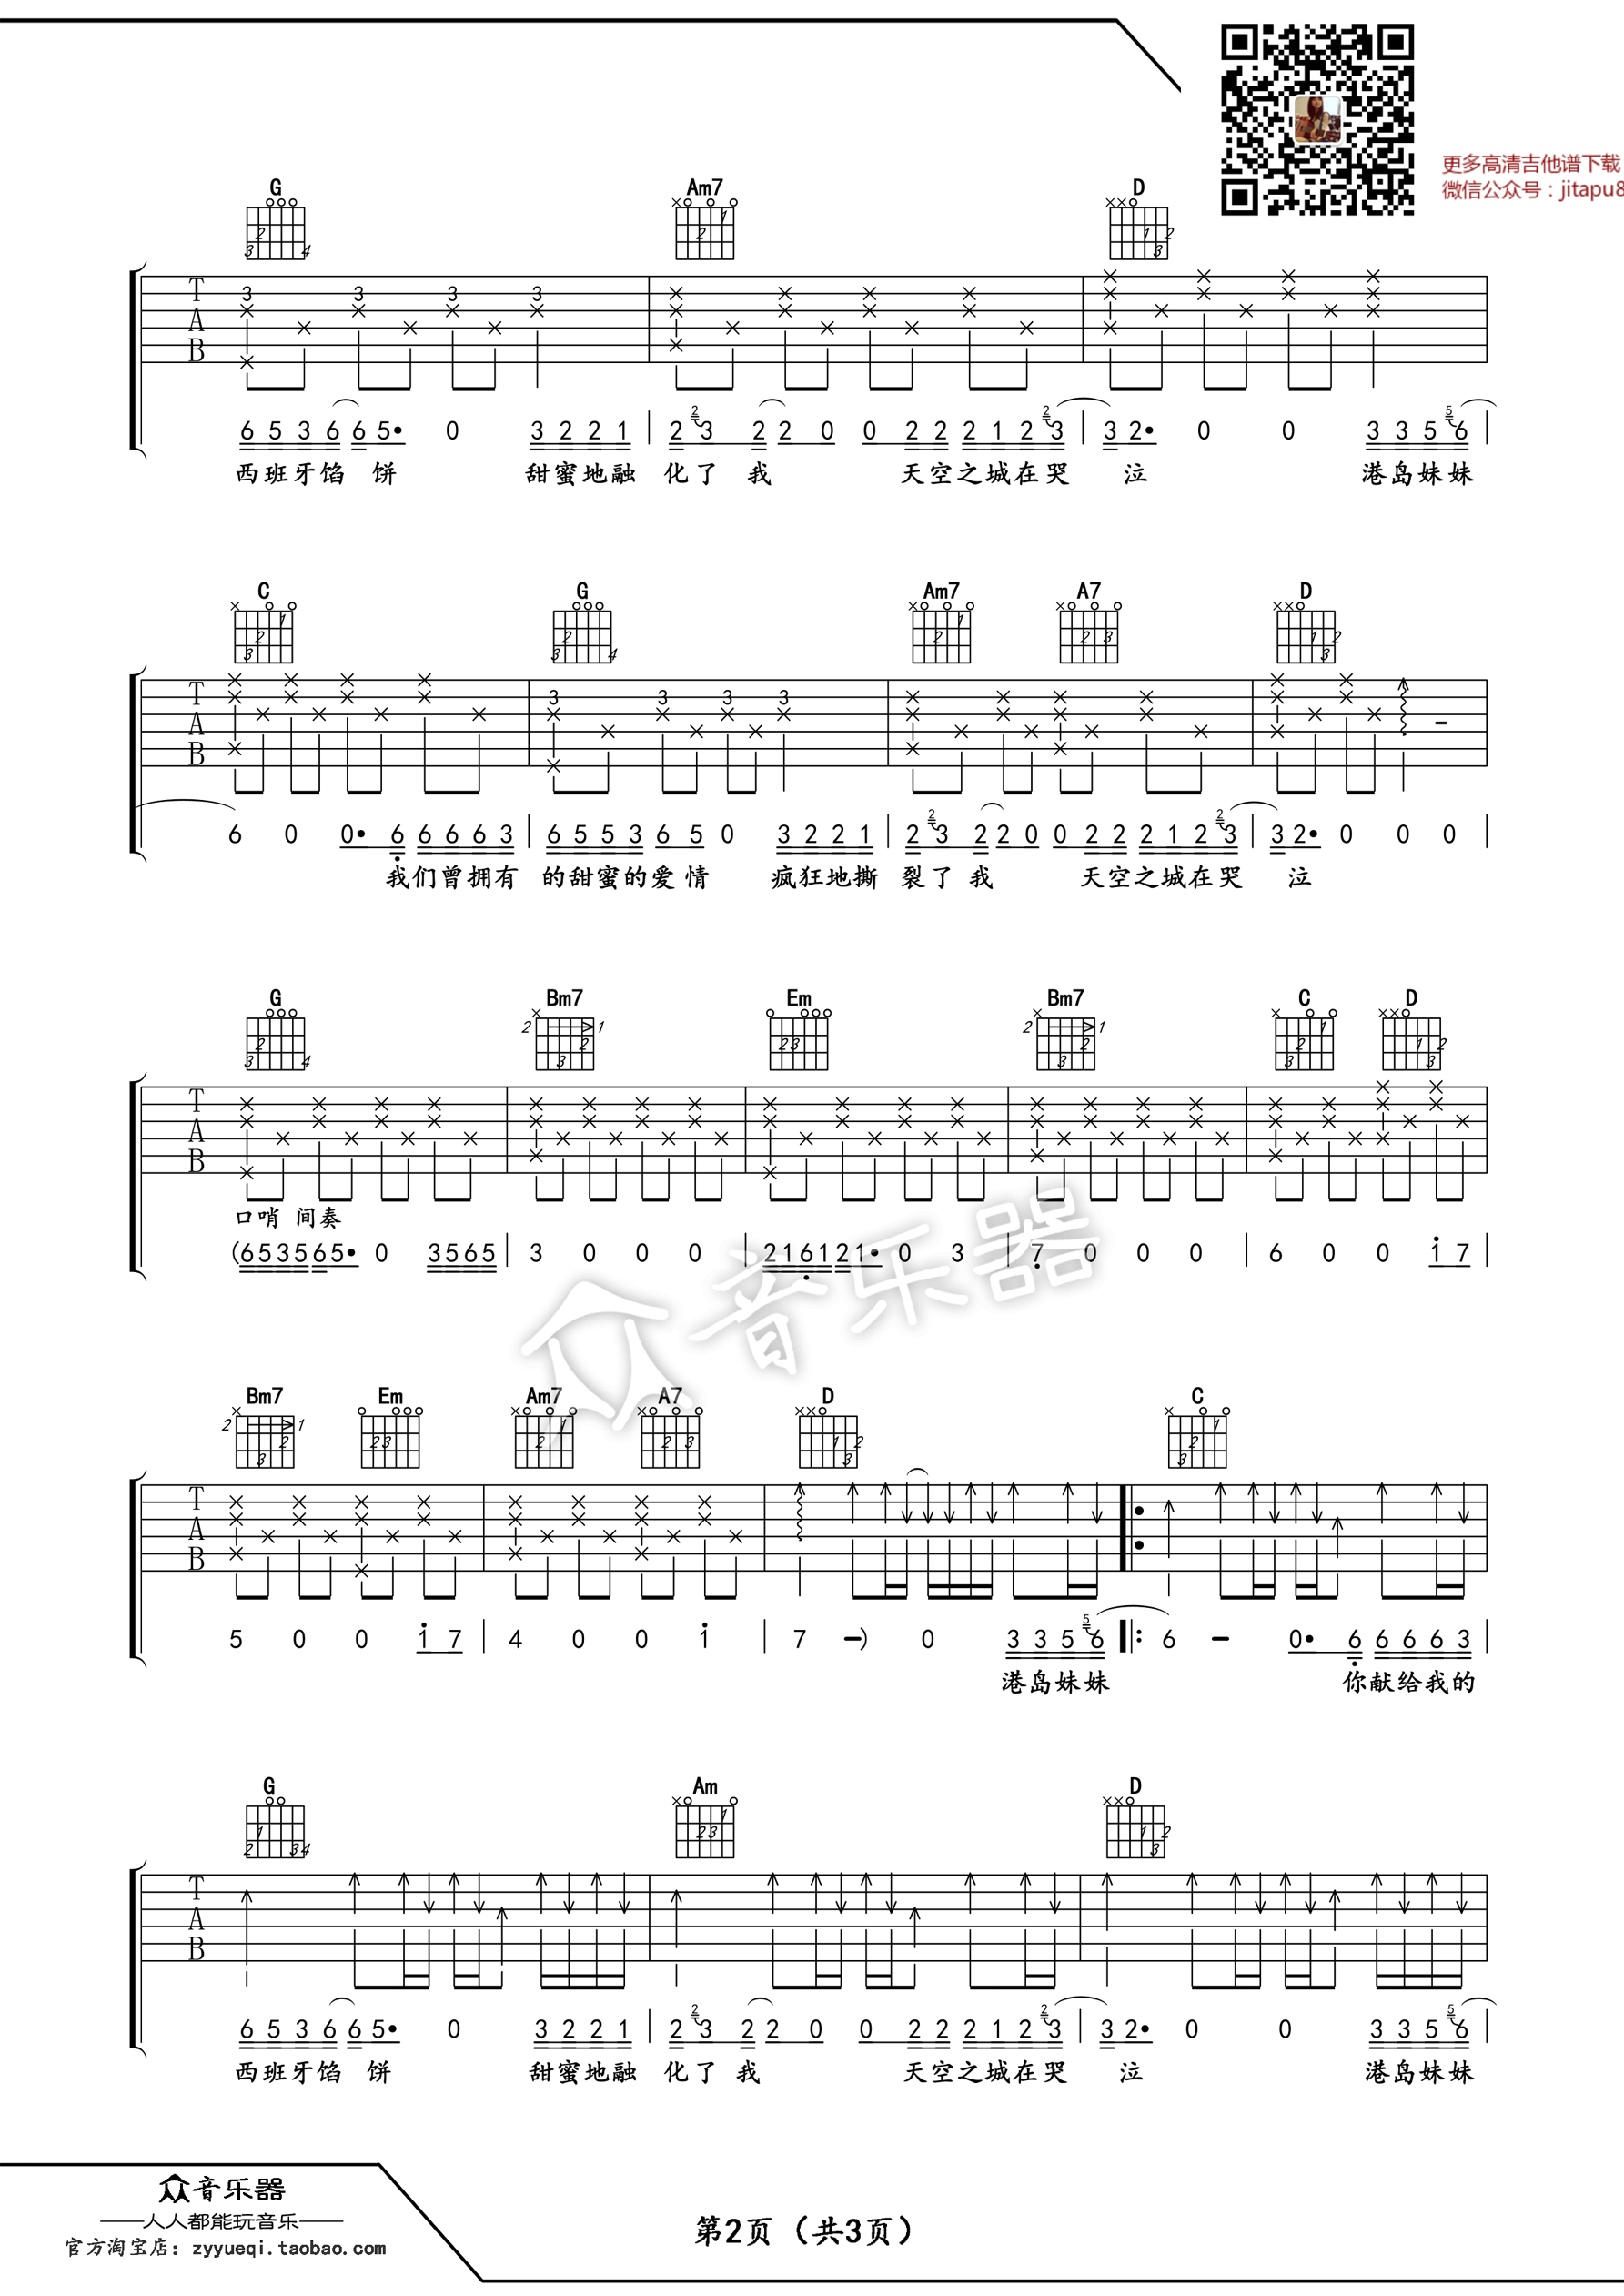 更多高清吉他谱下载
微信公众号：jitapu8
G Am7 D
T A B
3 3 3 3
6 5 3 6 6 5• 0 3 2 2 1 | 2 2 3 2 2 0 0 2 2 2 1 2 2 3 | 3 2• 0 0 3 3 5 5 6 |
西班牙馅 饼 甜蜜地融 化了 我 天空之城在哭 泣 港岛妹妹
C G Am7 A7 D
T A B
3 3 3 3
6 0 0• 6 6 6 6 3 | 6 5 5 3 6 5 0 3 2 2 1 | 2 2 3 2 2 0 0 2 2 2 1 2 2 3 | 3 2• 0 0 0 |
我们曾拥有 的甜蜜的爱情 疯狂地撕 裂了 我 天空之城在哭 泣
G Bm7 Em Bm7 C D
T A B
口哨 间奏
(6 5 3 5 6 5• 0 3 5 6 5 | 3 0 0 0 | 2 1 6 1 2 1• 0 3 | 7 0 0 0 | 6 0 0 1 7 |
众音乐器
Bm7 Em Am7 A7 D C
T A B
5 0 0 1 7 | 4 0 0 1 | 7 –) 0 3 3 5 5 6 |: 6 – 0• 6 6 6 6 3 |
港岛妹妹 你献给我的
G Am D
T A B
6 5 3 6 6 5• 0 3 2 2 1 | 2 2 3 2 2 0 0 2 2 2 1 2 2 3 | 3 2• 0 0 3 3 5 5 6 |
西班牙馅 饼 甜蜜地融 化了 我 天空之城在哭 泣 港岛妹妹
众音乐器
——人人都能玩音乐——
官方淘宝店：zyyueqi.taobao.com
第2页（共3页）